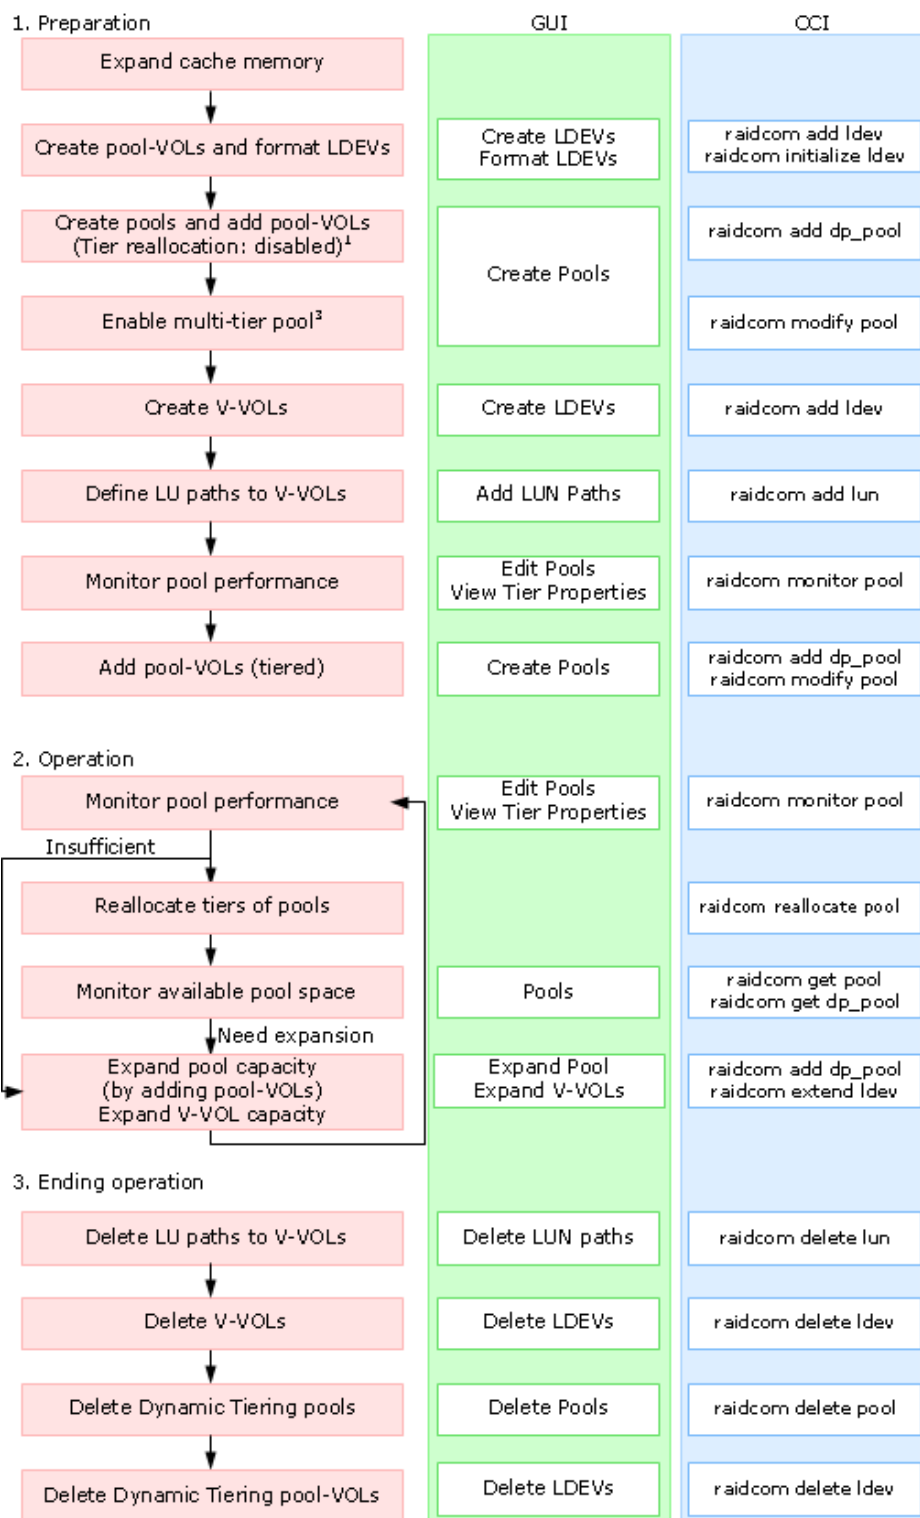 1. Preparation
GUI
CCI
Expand cache memory
Create pool-VOLs and format LDEVs
Create LDEVs
Format LDEVs
raidcom add ldev
raidcom initialize ldev
Create pools and add pool-VOLs
(Tier reallocation: disabled)¹
Create Pools
raidcom add dp_pool
Enable multi-tier pool³
raidcom modify pool
Create V-VOLs
Create LDEVs
raidcom add ldev
Define LU paths to V-VOLs
Add LUN Paths
raidcom add lun
Monitor pool performance
Edit Pools
View Tier Properties
raidcom monitor pool
Add pool-VOLs (tiered)
Create Pools
raidcom add dp_pool
raidcom modify pool
2. Operation
Monitor pool performance
Edit Pools
View Tier Properties
raidcom monitor pool
Insufficient
Reallocate tiers of pools
raidcom reallocate pool
Monitor available pool space
Pools
raidcom get pool
raidcom get dp_pool
Need expansion
Expand pool capacity
(by adding pool-VOLs)
Expand V-VOL capacity
Expand Pool
Expand V-VOLs
raidcom add dp_pool
raidcom extend ldev
3. Ending operation
Delete LU paths to V-VOLs
Delete LUN paths
raidcom delete lun
Delete V-VOLs
Delete LDEVs
raidcom delete ldev
Delete Dynamic Tiering pools
Delete Pools
raidcom delete pool
Delete Dynamic Tiering pool-VOLs
Delete LDEVs
raidcom delete ldev